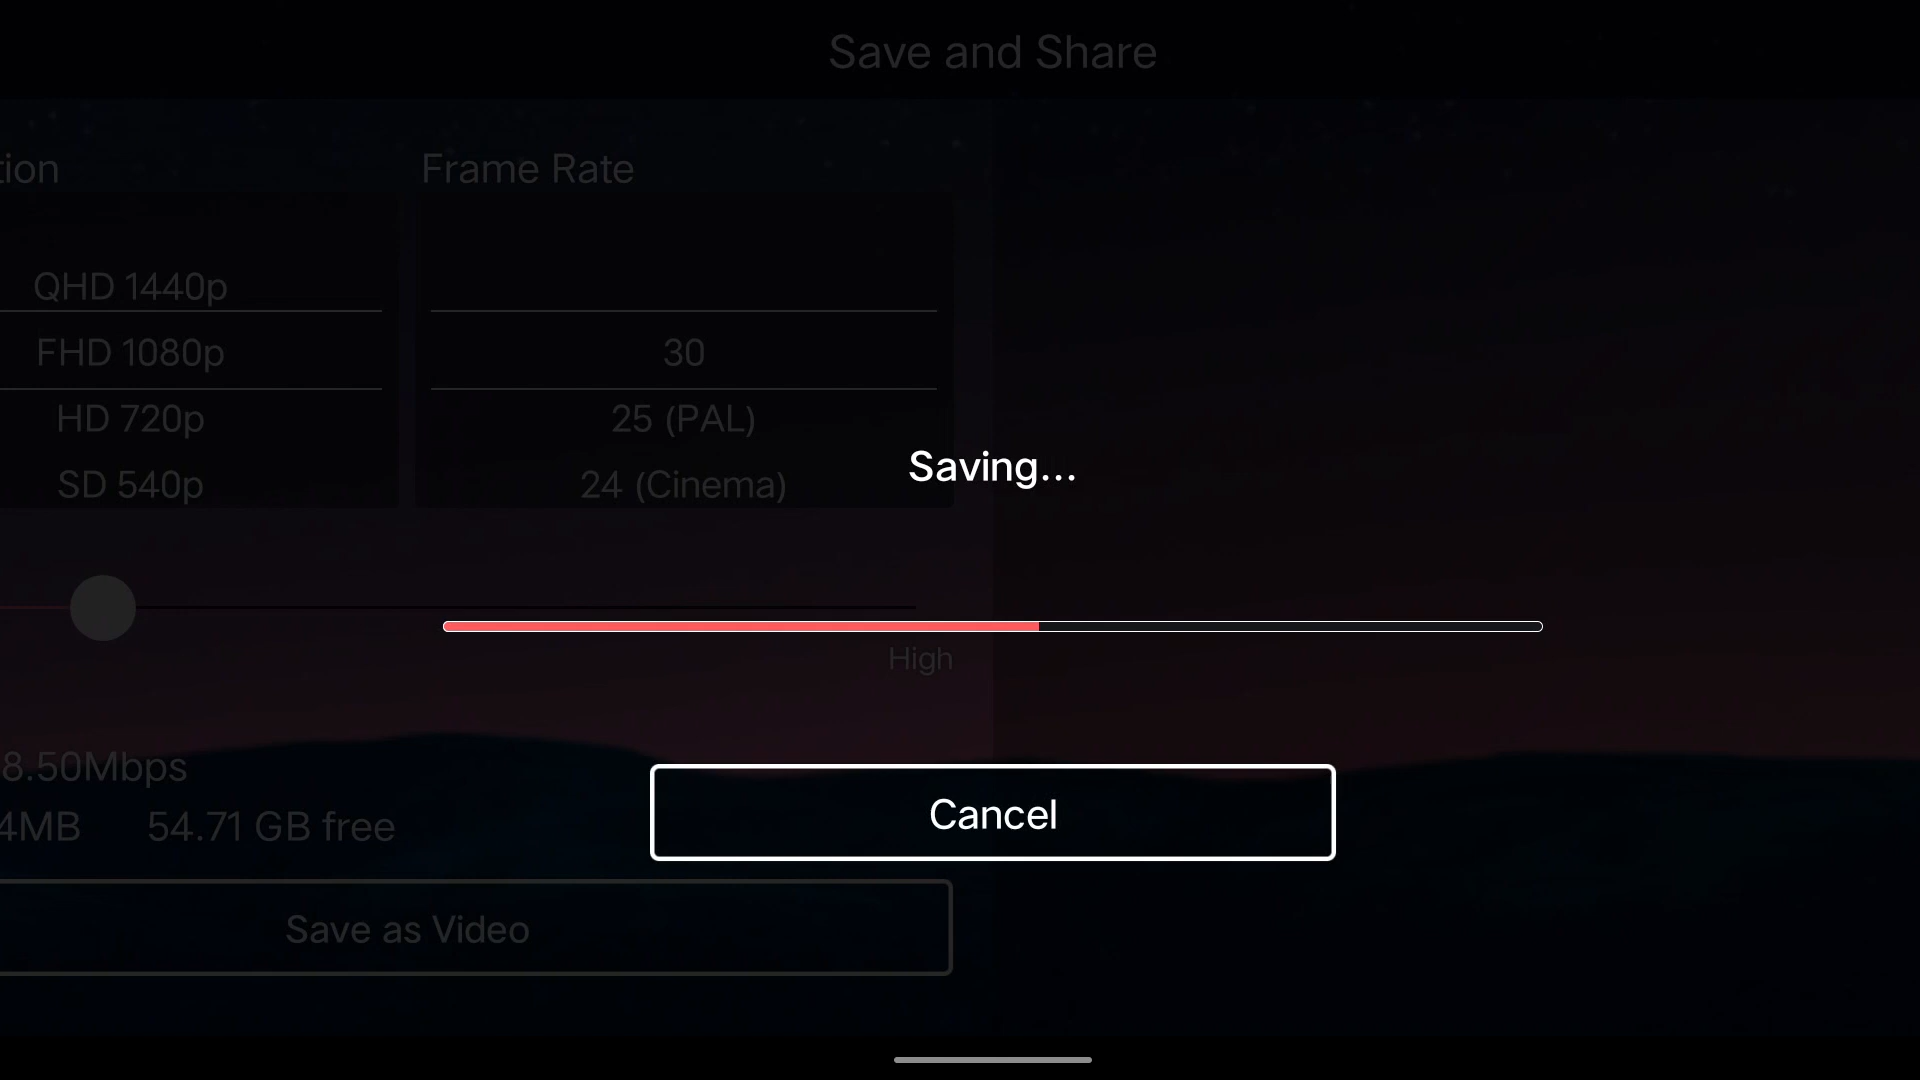 Save and Share
tion
Frame Rate
QHD 1440p
FHD 1080p
HD 720p
SD 540p
30
25 (PAL)
24 (Cinema)
Saving...
High
8.50Mbps
4MB 54.71 GB free
Cancel
Save as Video